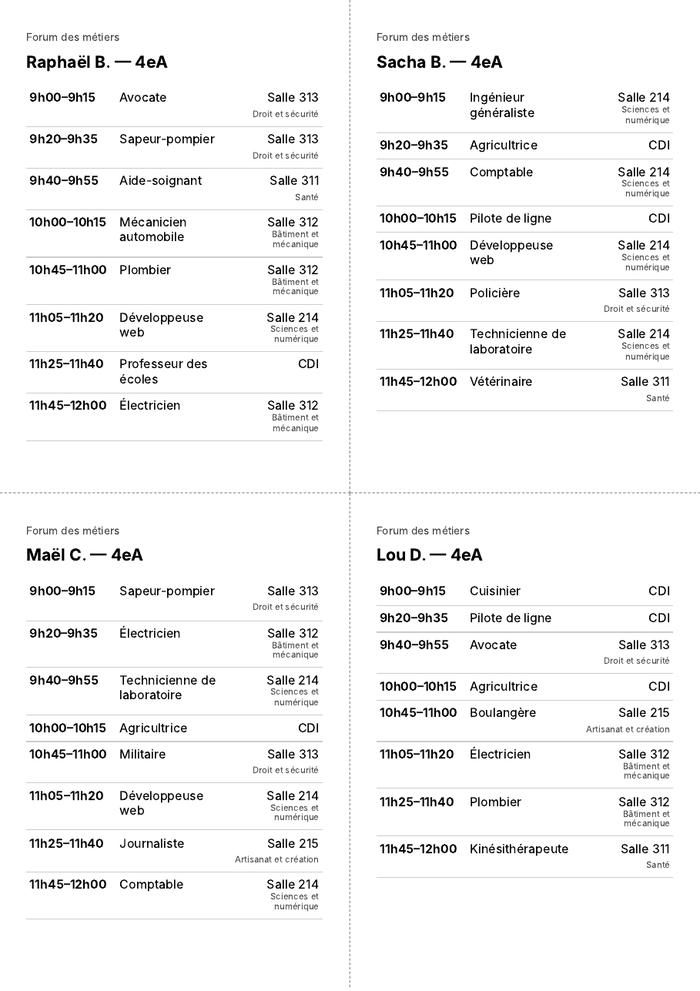 Forum des métiers
Raphaël B. — 4eA
9h00–9h15 Avocate Salle 313
Droit et sécurité
9h20–9h35 Sapeur-pompier Salle 313
Droit et sécurité
9h40–9h55 Aide-soignant Salle 311
Santé
10h00–10h15 Mécanicien automobile Salle 312
Bâtiment et mécanique
10h45–11h00 Plombier Salle 312
Bâtiment et mécanique
11h05–11h20 Développeuse web Salle 214
Sciences et numérique
11h25–11h40 Professeur des écoles CDI
11h45–12h00 Électricien Salle 312
Bâtiment et mécanique
Forum des métiers
Sacha B. — 4eA
9h00–9h15 Ingénieur généraliste Salle 214
Sciences et numérique
9h20–9h35 Agricultrice CDI
9h40–9h55 Comptable Salle 214
Sciences et numérique
10h00–10h15 Pilote de ligne CDI
10h45–11h00 Développeuse web Salle 214
Sciences et numérique
11h05–11h20 Policière Salle 313
Droit et sécurité
11h25–11h40 Technicienne de laboratoire Salle 214
Sciences et numérique
11h45–12h00 Vétérinaire Salle 311
Santé
Forum des métiers
Maël C. — 4eA
9h00–9h15 Sapeur-pompier Salle 313
Droit et sécurité
9h20–9h35 Électricien Salle 312
Bâtiment et mécanique
9h40–9h55 Technicienne de laboratoire Salle 214
Sciences et numérique
10h00–10h15 Agricultrice CDI
10h45–11h00 Militaire Salle 313
Droit et sécurité
11h05–11h20 Développeuse web Salle 214
Sciences et numérique
11h25–11h40 Journaliste Salle 215
Artisanat et création
11h45–12h00 Comptable Salle 214
Sciences et numérique
Forum des métiers
Lou D. — 4eA
9h00–9h15 Cuisinier CDI
9h20–9h35 Pilote de ligne CDI
9h40–9h55 Avocate Salle 313
Droit et sécurité
10h00–10h15 Agricultrice CDI
10h45–11h00 Boulangère Salle 215
Artisanat et création
11h05–11h20 Électricien Salle 312
Bâtiment et mécanique
11h25–11h40 Plombier Salle 312
Bâtiment et mécanique
11h45–12h00 Kinésithérapeute Salle 311
Santé